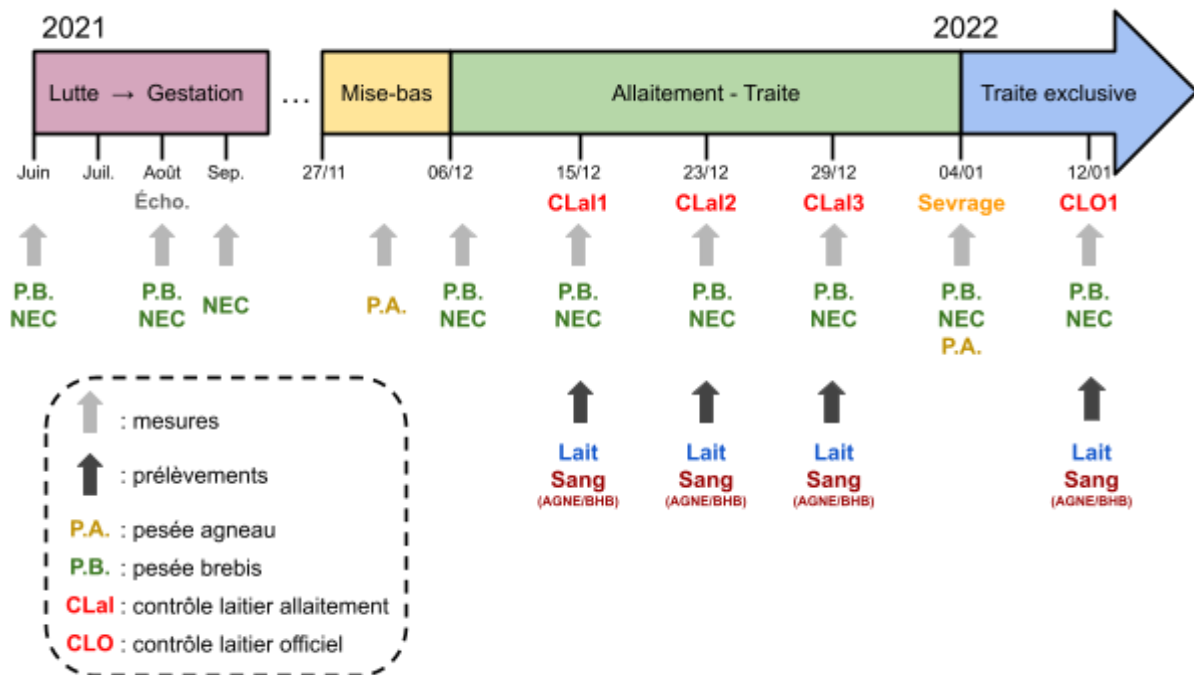 2021
2022
Lutte → Gestation
...
Mise-bas
Allaitement - Traite
Traite exclusive
Juin
Juil.
Août
Sep.
27/11
06/12
15/12
23/12
29/12
04/01
12/01
Écho.
CLal1
CLal2
CLal3
Sevrage
CLO1
P.B.
NEC
P.B.
NEC
NEC
P.A.
P.B.
NEC
P.B.
NEC
P.B.
NEC
P.B.
NEC
P.B.
NEC
P.A.
P.B.
NEC
Lait
Sang
(AGNE/BHB)
Lait
Sang
(AGNE/BHB)
Lait
Sang
(AGNE/BHB)
Lait
Sang
(AGNE/BHB)
: mesures
: prélèvements
P.A. : pesée agneau
P.B. : pesée brebis
CLal : contrôle laitier allaitement
CLO : contrôle laitier officiel